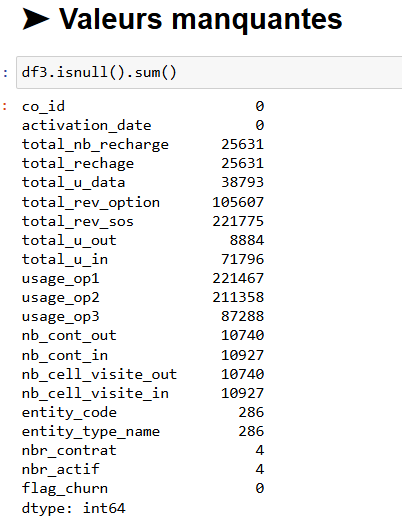 ➤ Valeurs manquantes
: df3.isnull().sum()
: co_id 0
activation_date 0
total_nb_recharge 25631
total_rechage 25631
total_u_data 38793
total_rev_option 105607
total_rev_sos 221775
total_u_out 8884
total_u_in 71796
usage_op1 221467
usage_op2 211358
usage_op3 87288
nb_cont_out 10740
nb_cont_in 10927
nb_cell_visite_out 10740
nb_cell_visite_in 10927
entity_code 286
entity_type_name 286
nbr_contrat 4
nbr_actif 4
flag_churn 0
dtype: int64